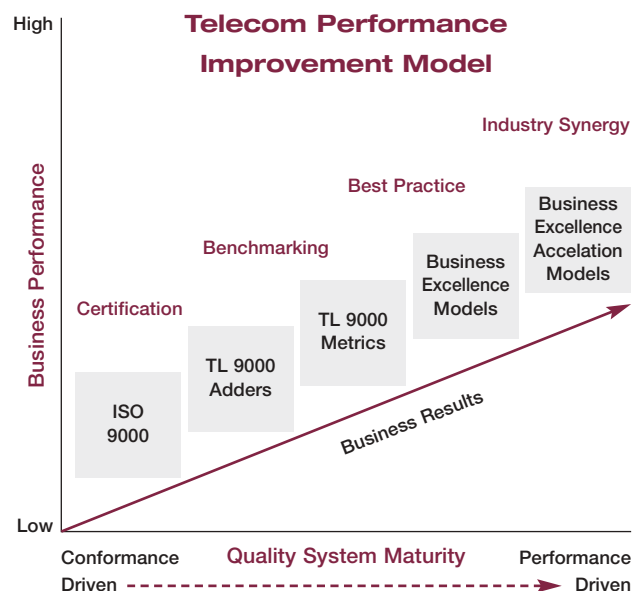 High
Telecom Performance
Improvement Model
Industry Synergy
Best Practice
Benchmarking
Certification
Business Performance
Business
Excellence
Accelation
Models
Business
Excellence
Models
TL 9000
Metrics
TL 9000
Adders
ISO
9000
Business Results
Low
Conformance
Driven
Quality System Maturity
Performance
Driven